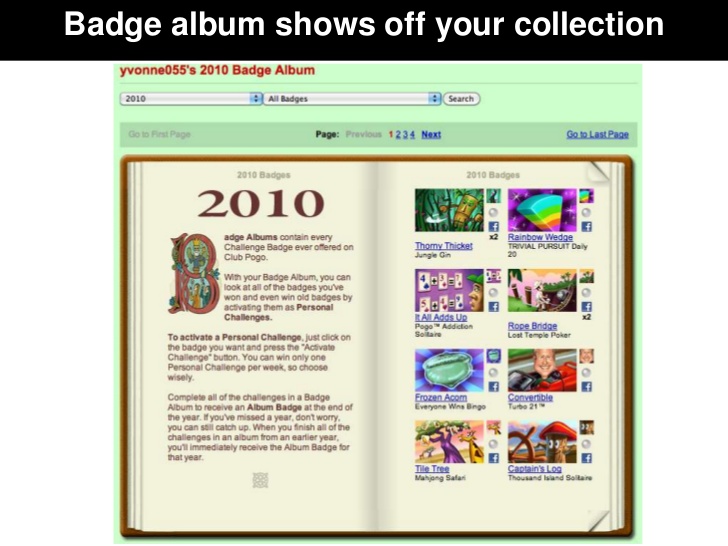 Badge album shows off your collection
yvonne055's 2010 Badge Album
2010 All Badges Search
Go to First Page Page: Previous 1 2 3 4 Next Go to Last Page
2010 Badges
2010
Badge Albums contain every
Challenge Badge ever offered on
Club Pogo.
With your Badge Album, you can
look at all of the badges you've
won and even win old badges by
activating them as Personal
Challenges.
To activate a Personal Challenge, just click on
the badge you want and press the "Activate
Challenge" button. You can win only one
Personal Challenge per week, so choose
wisely.
Complete all of the challenges in a Badge
Album to receive an Album Badge at the end of
the year. If you've missed a year, don't worry,
you can still catch up. When you finish all of the
challenges in an album from an earlier year,
you'll immediately receive the Album Badge for
that year.
2010 Badges
x2
Thorny Thicket
Jungle Gin
Rainbow Wedge
TRIVIAL PURSUIT Daily
20
It All Adds Up
Pogo™ Addiction
Solitaire
x2
Rope Bridge
Lost Temple Poker
Frozen Acorn
Everyone Wins Bingo
Convertible
Turbo 21™
Tile Tree
Mahjong Safari
Captain's Log
Thousand Island Solitaire